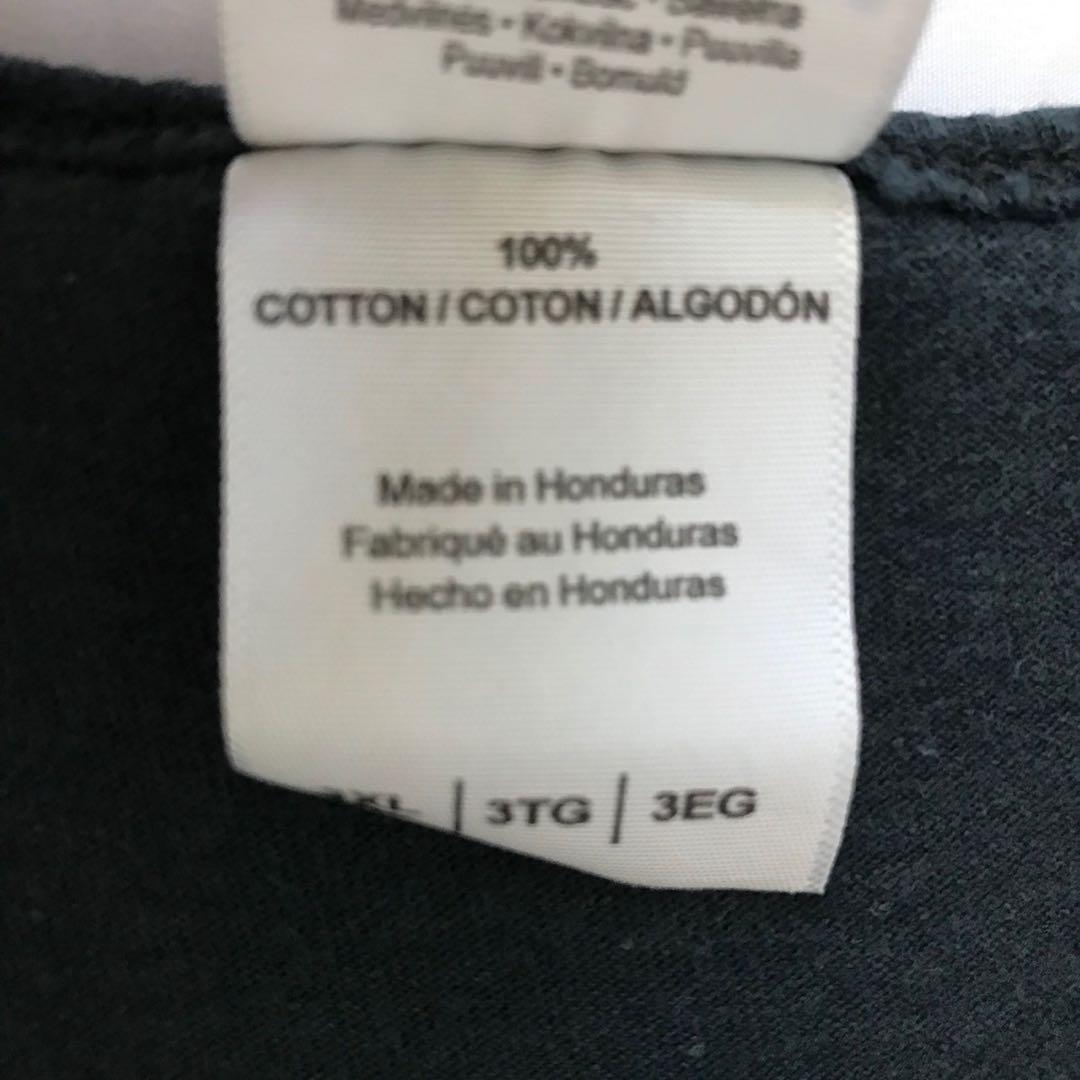 Medvilnės • Kokvilna • Puuvilla
Puuvill • Bomuld
100%
COTTON / COTON / ALGODÓN
Made in Honduras
Fabriqué au Honduras
Hecho en Honduras
| 3TG | 3EG